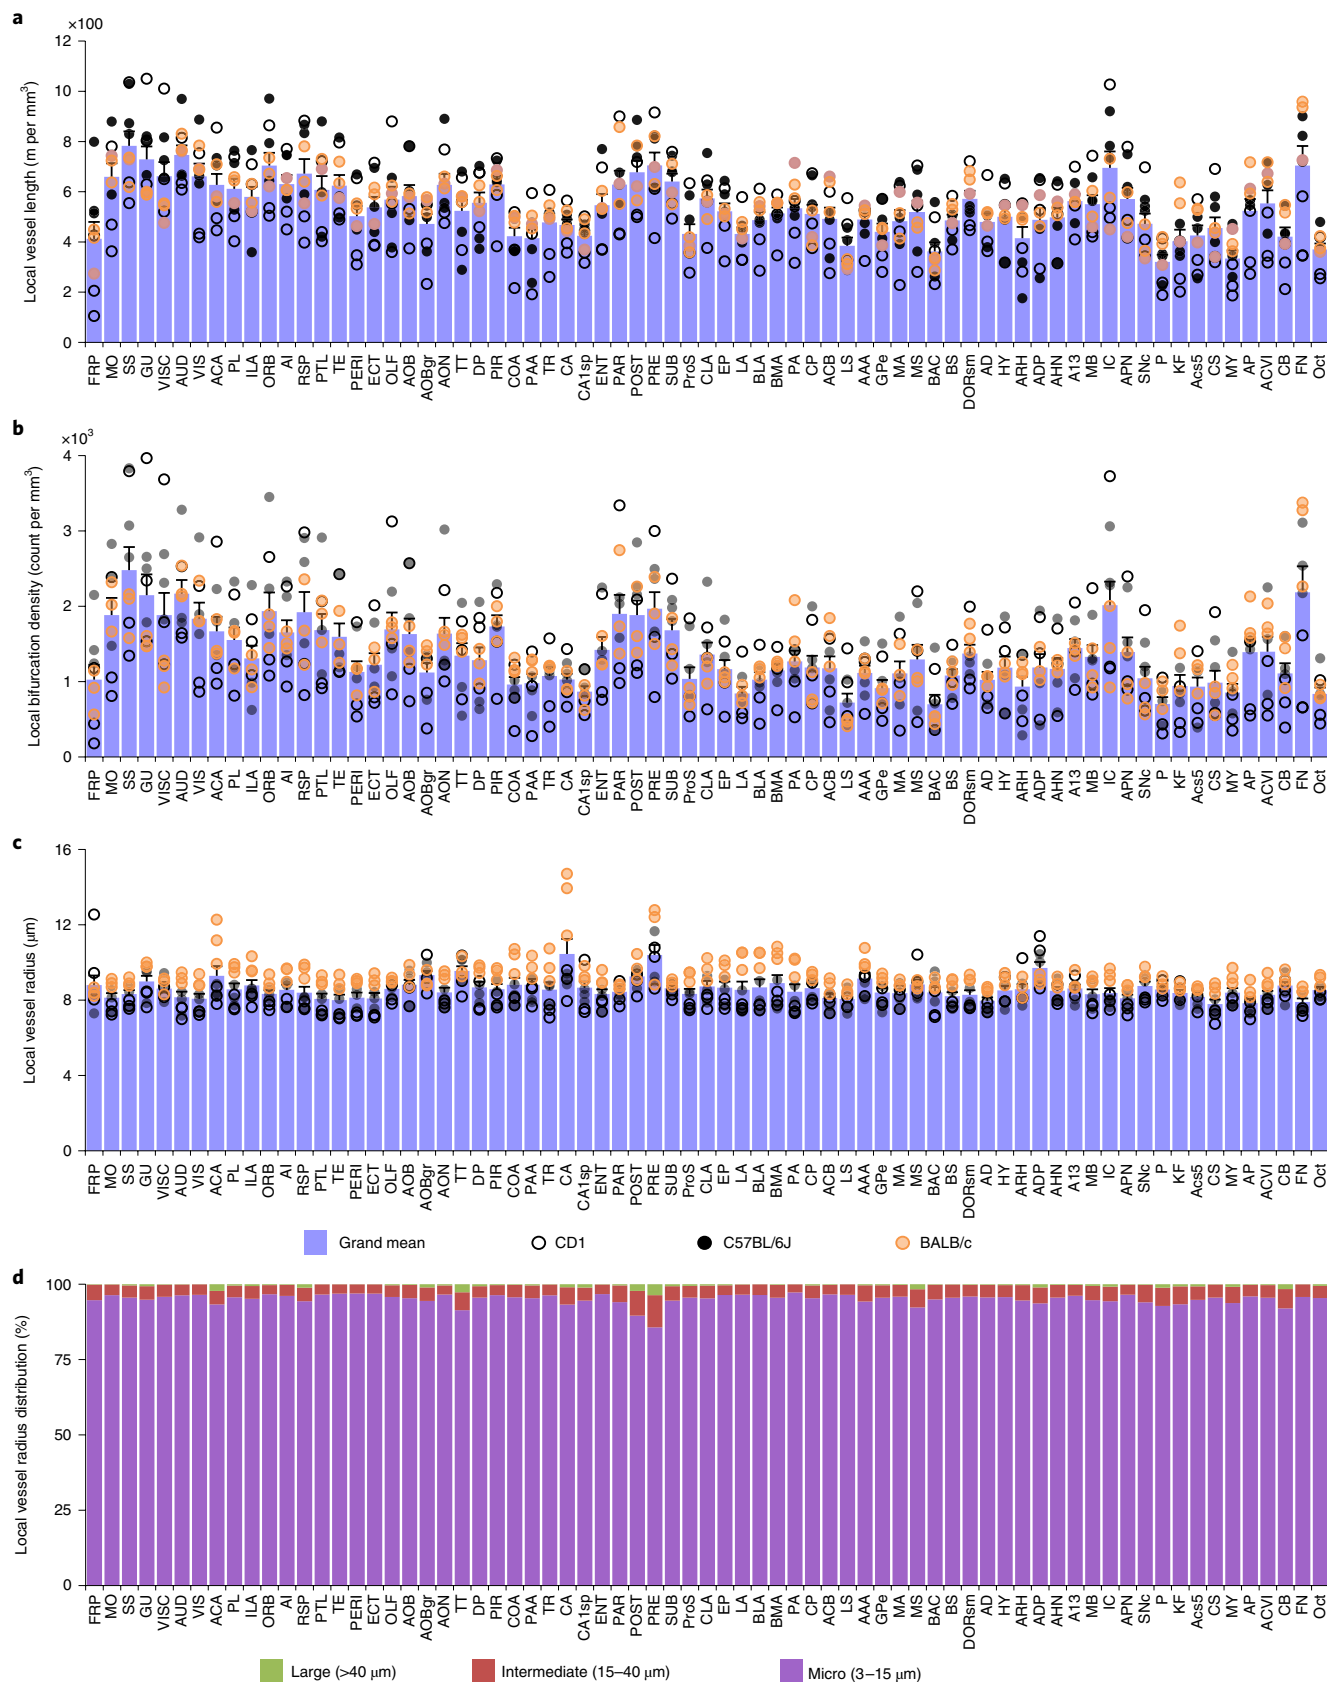 a
×100
Local vessel length (m per mm³)
12
10
8
6
4
2
0
FRP MO SS GU VISC AUD VIS ACA PL ILA ORB AI RSP PTL TE PERI ECT OLF AOB AOBgr AON TT DP PIR COA PAA TR CA CA1sp ENT PAR POST PRE SUB ProS CLA EP LA BLA BMA PA CP ACB LS AAA GPe MA MS BAC BS DORsm AD HY ARH ADP AHN A13 MB IC APN SNc P KF Acs5 CS MY AP ACVI CB FN Oct
b
×10³
Local bifurcation density (count per mm³)
4
3
2
1
0
FRP MO SS GU VISC AUD VIS ACA PL ILA ORB AI RSP PTL TE PERI ECT OLF AOB AOBgr AON TT DP PIR COA PAA TR CA CA1sp ENT PAR POST PRE SUB ProS CLA EP LA BLA BMA PA CP ACB LS AAA GPe MA MS BAC BS DORsm AD HY ARH ADP AHN A13 MB IC APN SNc P KF Acs5 CS MY AP ACVI CB FN Oct
c
Local vessel radius (μm)
16
12
8
4
0
FRP MO SS GU VISC AUD VIS ACA PL ILA ORB AI RSP PTL TE PERI ECT OLF AOB AOBgr AON TT DP PIR COA PAA TR CA CA1sp ENT PAR POST PRE SUB ProS CLA EP LA BLA BMA PA CP ACB LS AAA GPe MA MS BAC BS DORsm AD HY ARH ADP AHN A13 MB IC APN SNc P KF Acs5 CS MY AP ACVI CB FN Oct
Grand mean CD1 C57BL/6J BALB/c
d
Local vessel radius distribution (%)
100
75
50
25
0
FRP MO SS GU VISC AUD VIS ACA PL ILA ORB AI RSP PTL TE PERI ECT OLF AOB AOBgr AON TT DP PIR COA PAA TR CA CA1sp ENT PAR POST PRE SUB ProS CLA EP LA BLA BMA PA CP ACB LS AAA GPe MA MS BAC BS DORsm AD HY ARH ADP AHN A13 MB IC APN SNc P KF Acs5 CS MY AP ACVI CB FN Oct
Large (>40 μm) Intermediate (15–40 μm) Micro (3–15 μm)